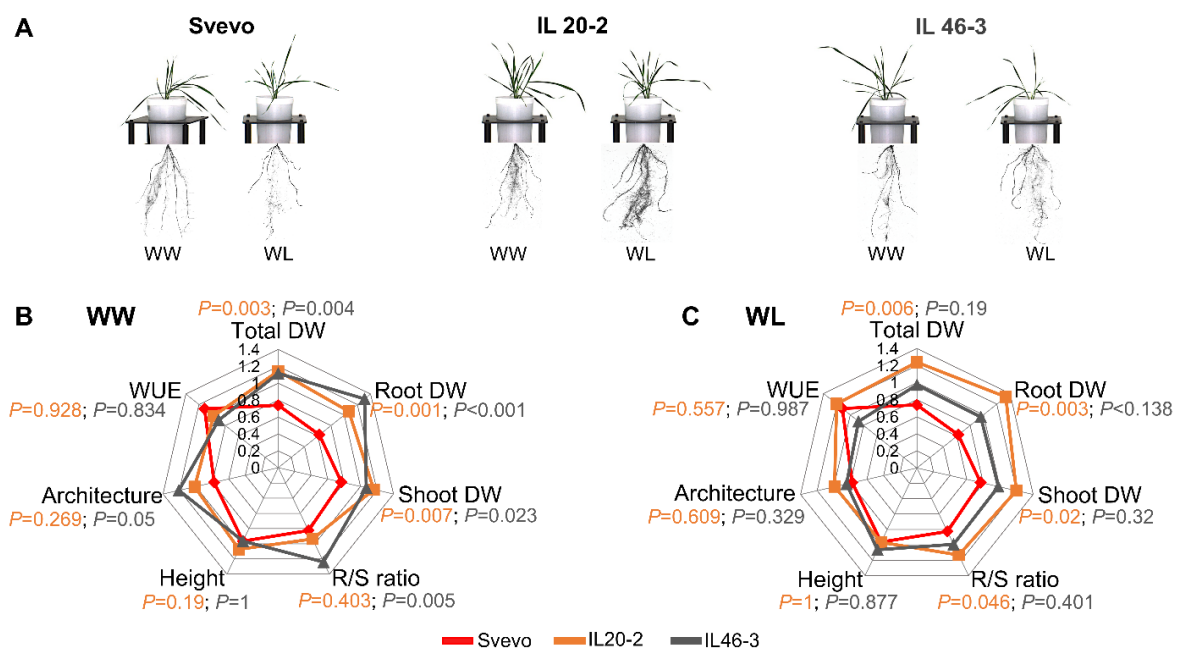 A
Svevo
IL 20-2
IL 46-3
WW
WL
WW
WL
WW
WL
B WW
P=0.003; P=0.004
Total DW
1.4
1.2
1
0.8
0.6
0.4
0.2
0
WUE
P=0.928; P=0.834
Root DW
P=0.001; P<0.001
Architecture
P=0.269; P=0.05
Shoot DW
P=0.007; P=0.023
Height
P=0.19; P=1
R/S ratio
P=0.403; P=0.005
C WL
P=0.006; P=0.19
Total DW
1.4
1.2
1
0.8
0.6
0.4
0.2
0
WUE
P=0.557; P=0.987
Root DW
P=0.003; P<0.138
Architecture
P=0.609; P=0.329
Shoot DW
P=0.02; P=0.32
Height
P=1; P=0.877
R/S ratio
P=0.046; P=0.401
Svevo IL20-2 IL46-3